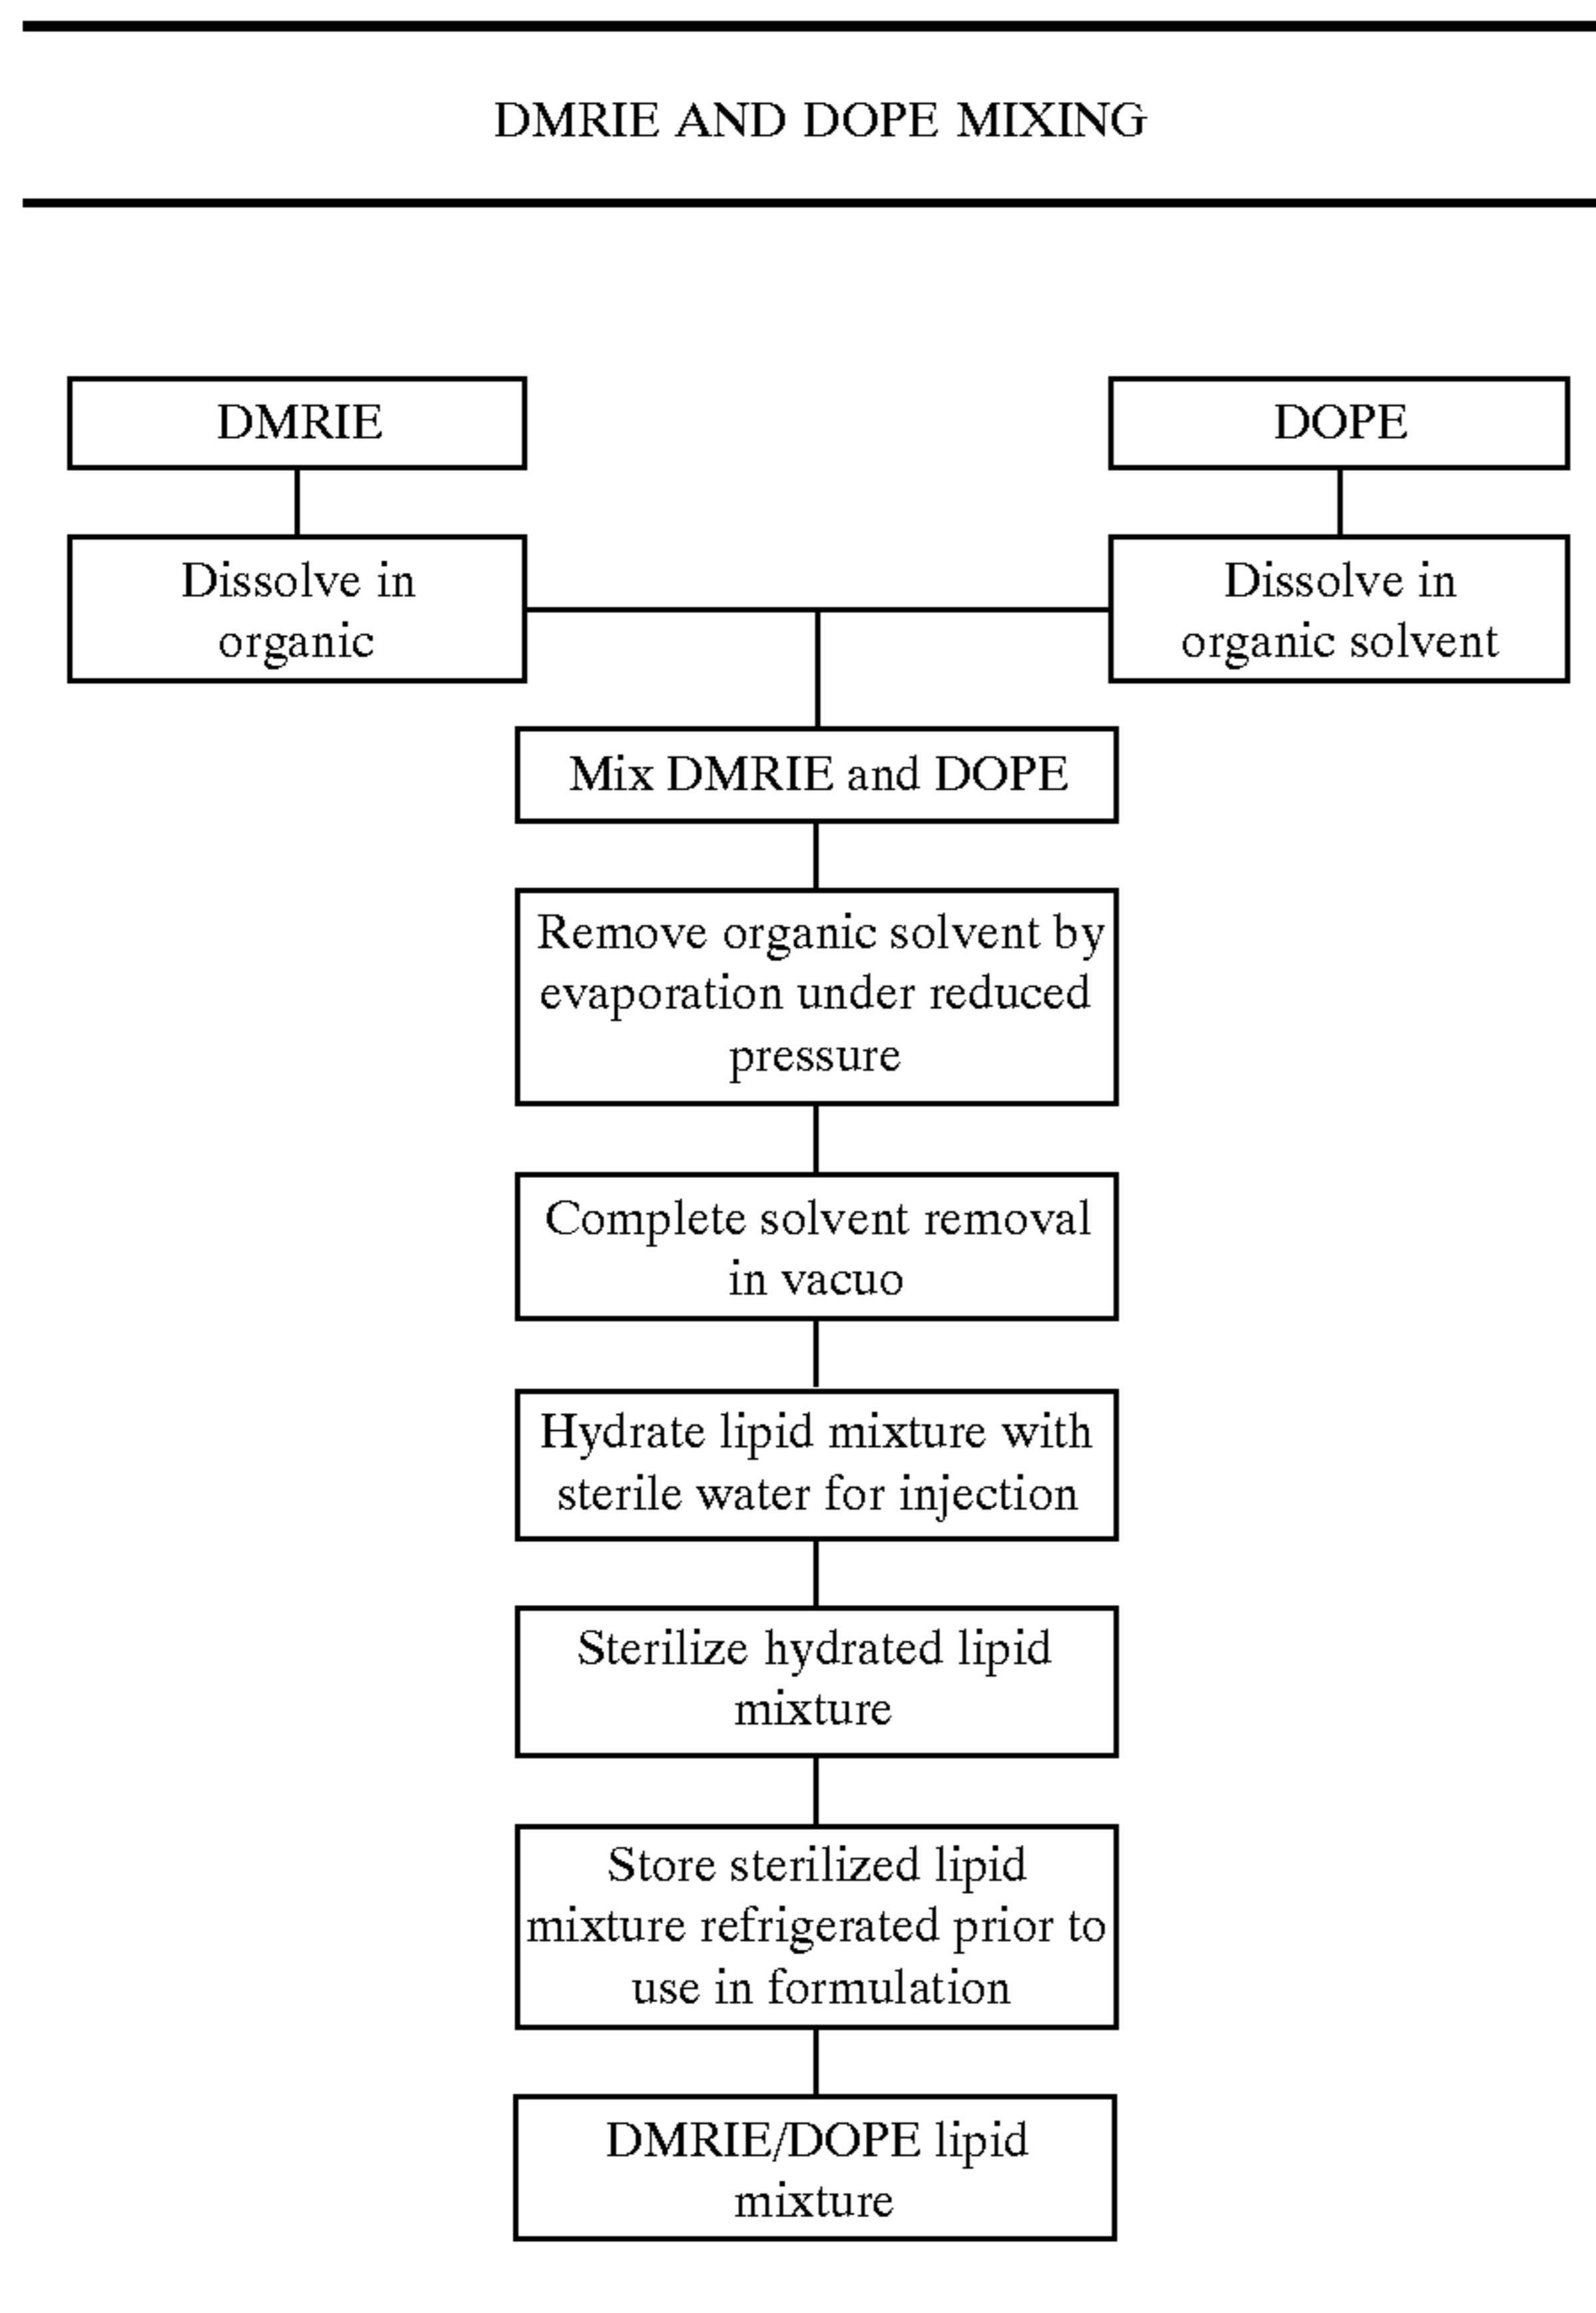 DMRIE AND DOPE MIXING
DMRIE
DOPE
Dissolve in
organic
Dissolve in
organic solvent
Mix DMRIE and DOPE
Remove organic solvent by
evaporation under reduced
pressure
Complete solvent removal
in vacuo
Hydrate lipid mixture with
sterile water for injection
Sterilize hydrated lipid
mixture
Store sterilized lipid
mixture refrigerated prior to
use in formulation
DMRIE/DOPE lipid
mixture